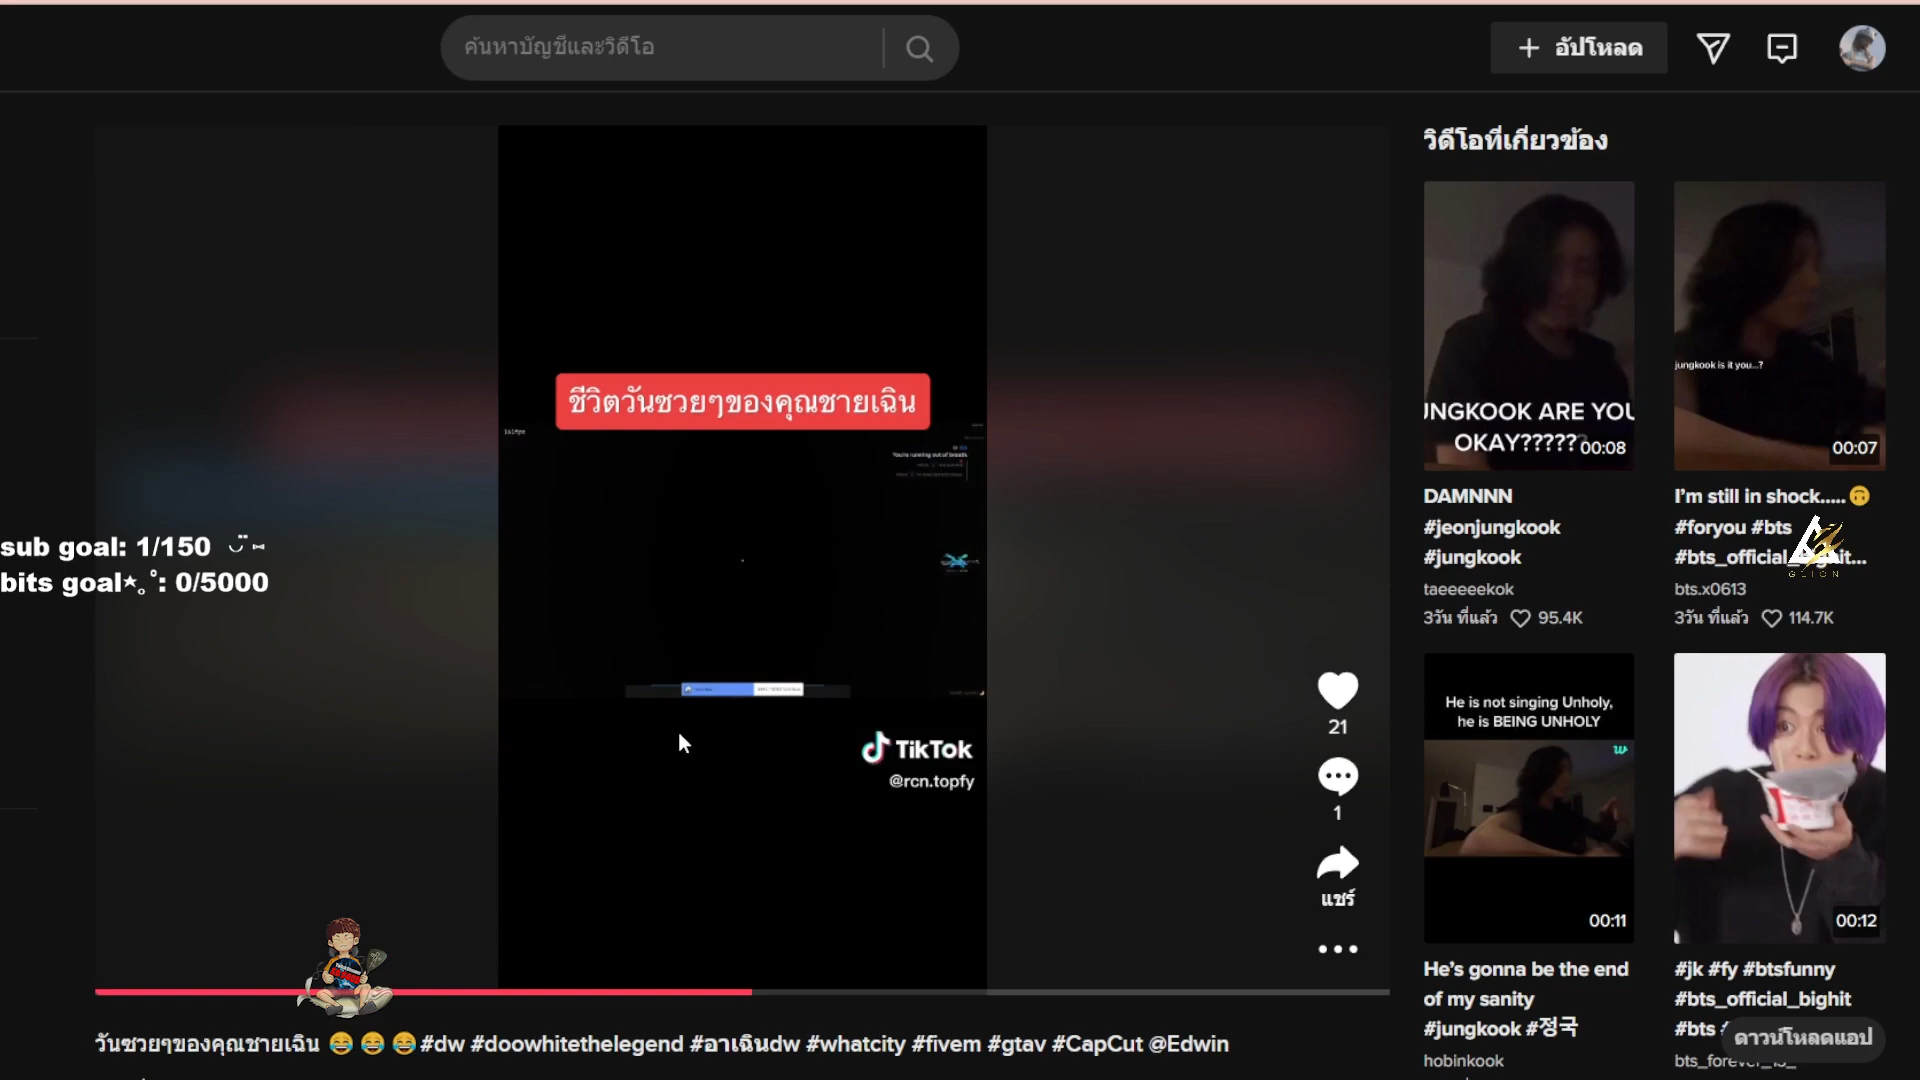 ค้นหาบัญชีและวิดีโอ
อัปโหลด
ชีวิตวันซวยๆของคุณชายเฉิน
You're running out of breath
TikTok
@rcn.topfy
sub goal: 1/150
bits goal⋆｡˚: 0/5000
21
1
แชร์
วันซวยๆของคุณชายเฉิน 😂 😂 😂#dw #doowhitethelegend #อาเฉินdw #whatcity #fivem #gtav #CapCut @Edwin
วิดีโอที่เกี่ยวข้อง
JNGKOOK ARE YOU
OKAY?????
00:08
DAMNNN
#jeonjungkook
#jungkook
taeeeeekok
3วัน ที่แล้ว 95.4K
jungkook is it you...?
00:07
I'm still in shock.....🙃
#foryou #bts
#bts_official_bighit...
GLION
bts.x0613
3วัน ที่แล้ว 114.7K
He is not singing Unholy,
he is BEING UNHOLY
00:11
He's gonna be the end
of my sanity
#jungkook #정국
hobinkook
00:12
#jk #fy #btsfunny
#bts_official_bighit
#bts
ดาวน์โหลดแอป